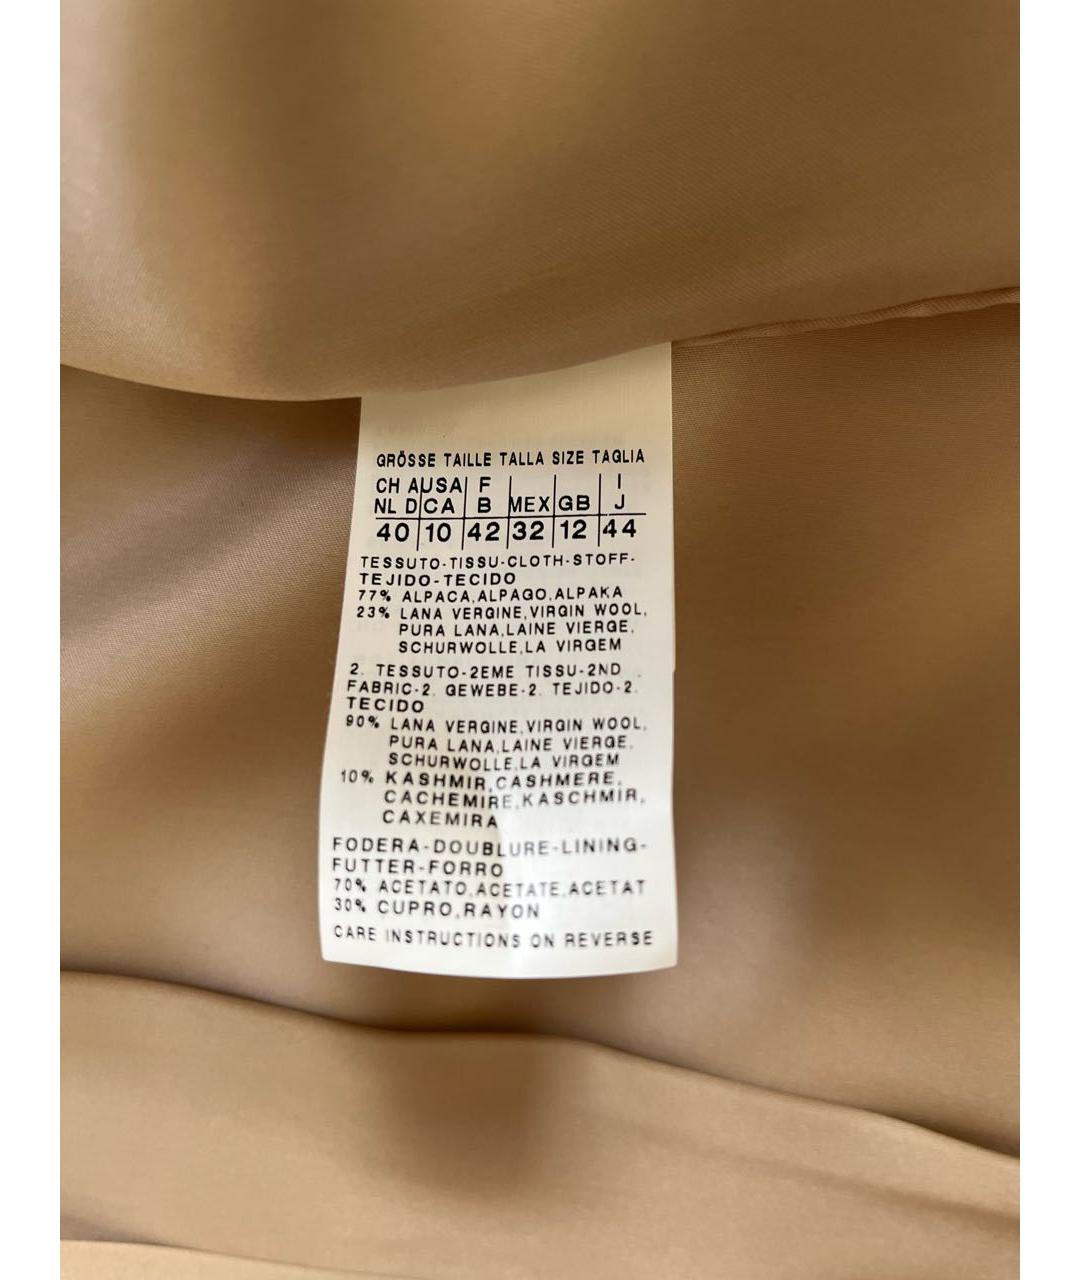 GRÖSSE TAILLE TALLA SIZE TAGLIA
CH A USA F I
NL D CA B MEX GB J
40 10 42 32 12 44
TESSUTO-TISSU-CLOTH-STOFF-
TEJIDO-TECIDO
77% ALPACA,ALPAGO,ALPAKA
23% LANA VERGINE,VIRGIN WOOL,
PURA LANA,LAINE VIERGE,
SCHURWOLLE,LA VIRGEM
2. TESSUTO-2EME TISSU-2ND
FABRIC-2. GEWEBE-2. TEJIDO-2.
TECIDO
90% LANA VERGINE,VIRGIN WOOL,
PURA LANA,LAINE VIERGE,
SCHURWOLLE,LA VIRGEM
10% KASHMIR,CASHMERE,
CACHEMIRE,KASCHMIR,
CAXEMIRA
FODERA-DOUBLURE-LINING-
FUTTER-FORRO
70% ACETATO,ACETATE,ACETAT
30% CUPRO,RAYON
CARE INSTRUCTIONS ON REVERSE